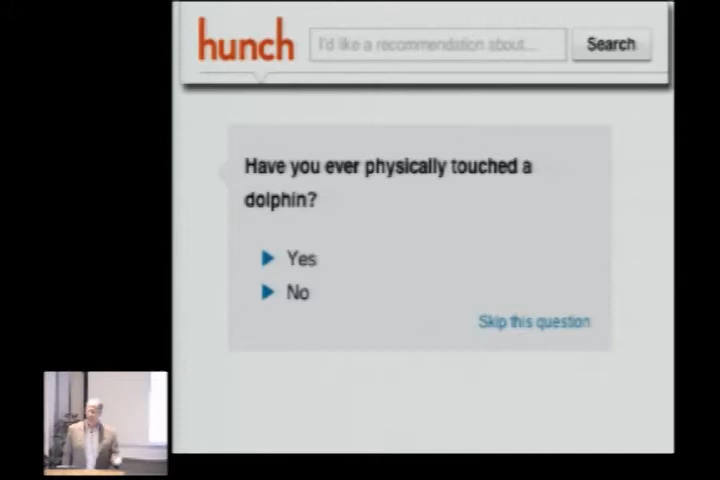 hunch
I'd like a recommendation about...
Search
Have you ever physically touched a
dolphin?
Yes
No
Skip this question